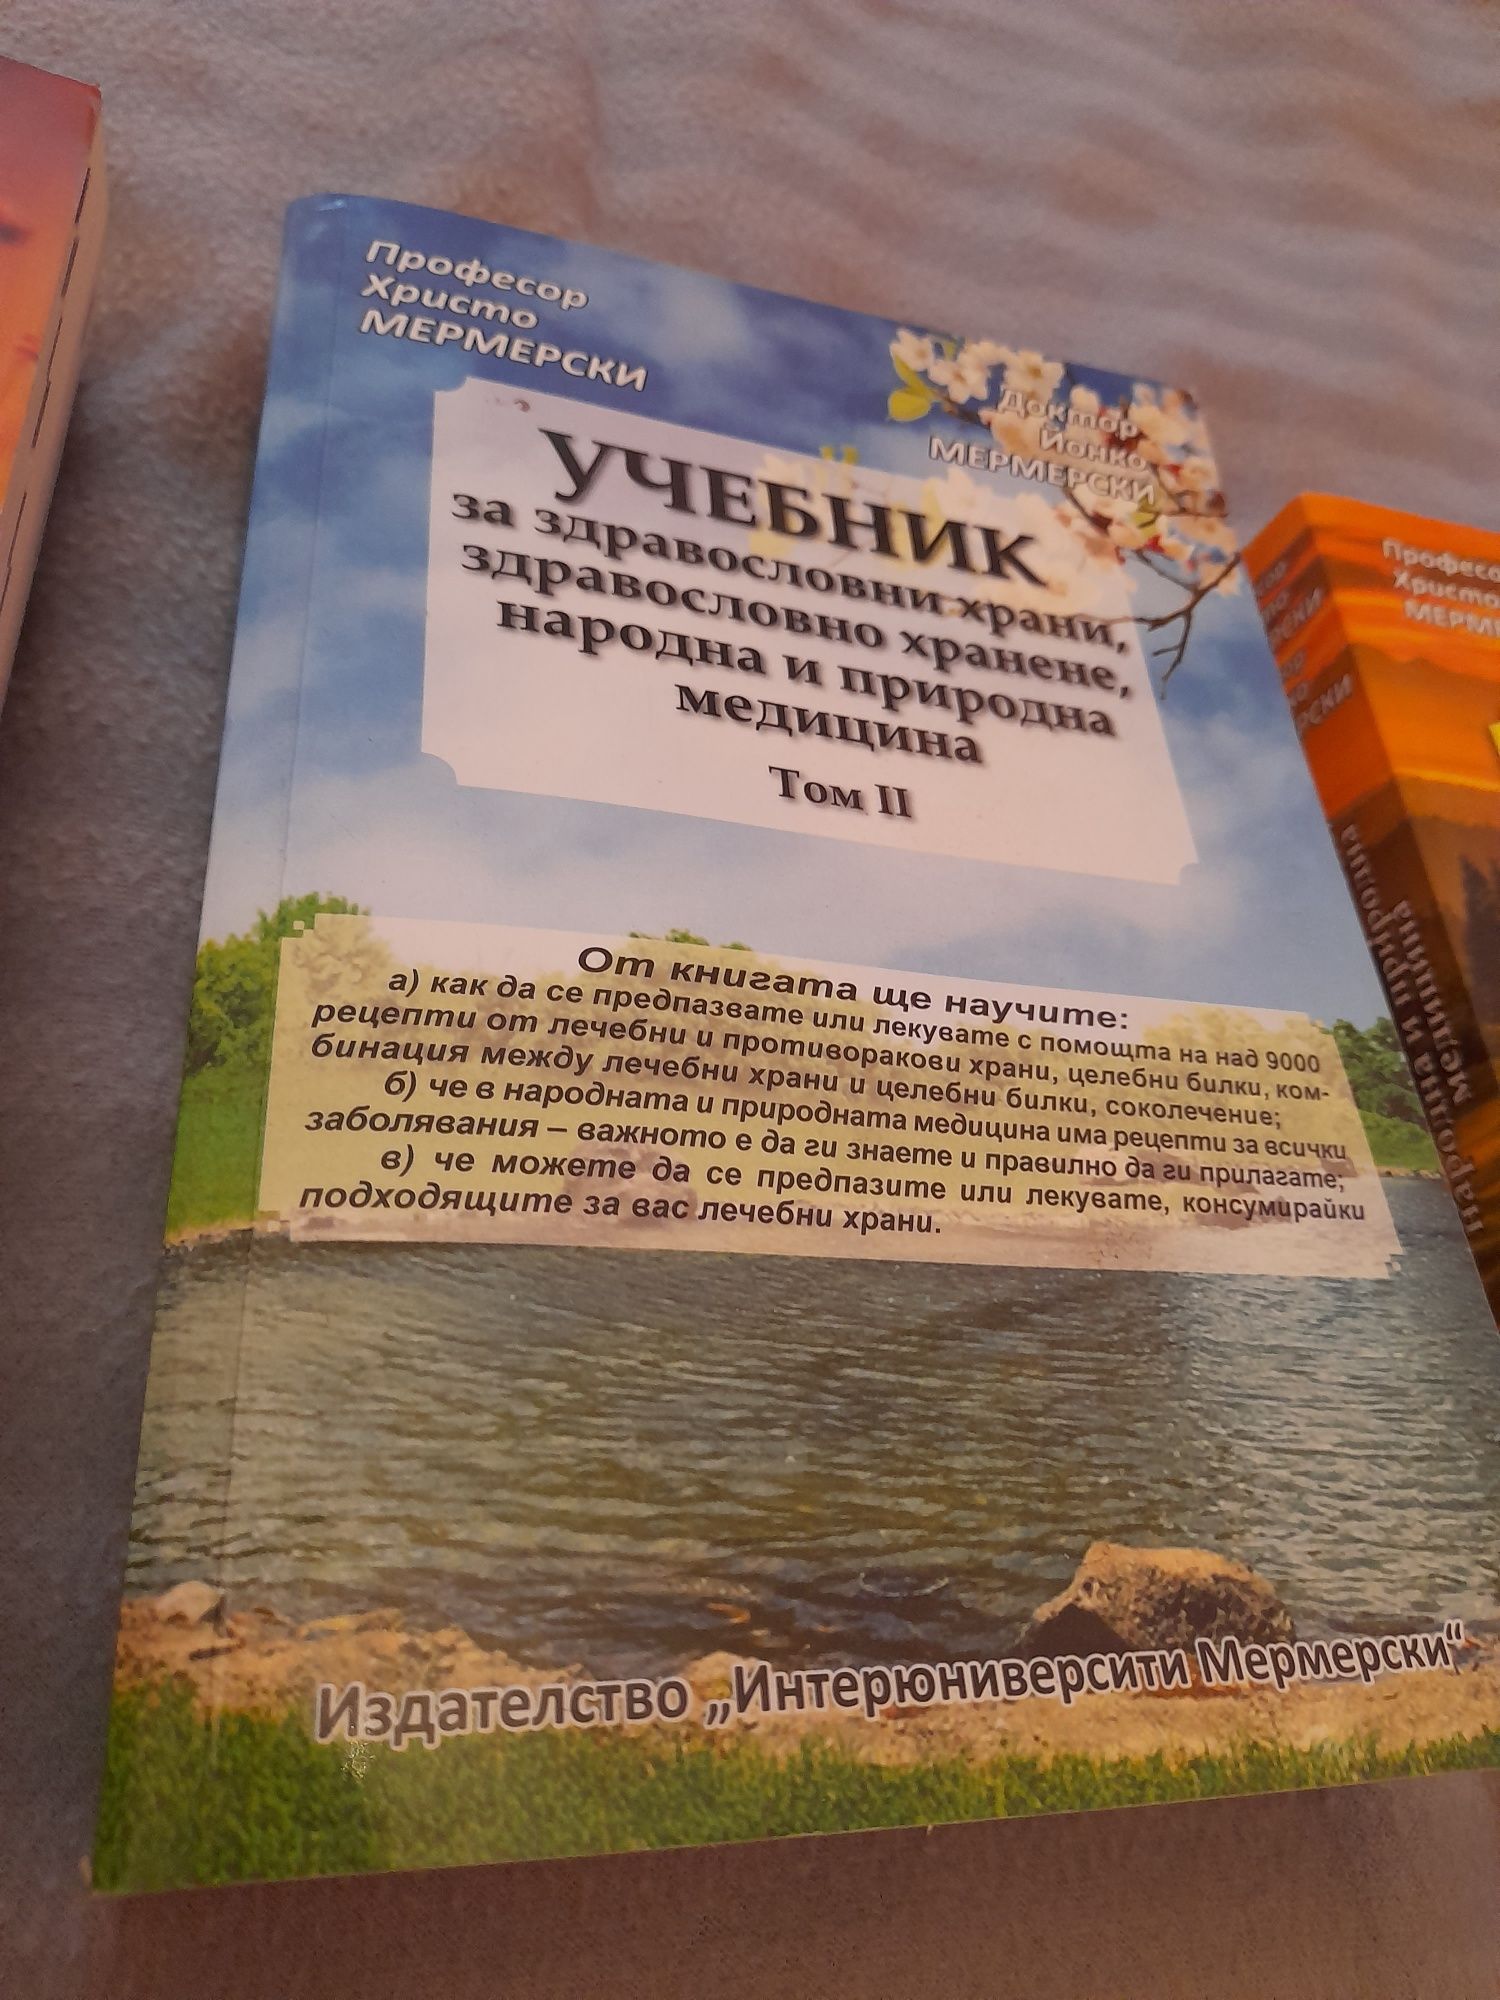 Професор
Христо
МЕРМЕРСКИ
Доктор
Йонко
МЕРМЕРСКИ
УЧЕБНИК
за здравословни храни,
здравословно хранене,
народна и природна
медицина
Том II
От книгата ще научите:
а) как да се предпазвате или лекувате с помощта на над 9000
рецепти от лечебни и противоракови храни, целебни билки, ком-
бинация между лечебни храни и целебни билки, соколечение;
б) че в народната и природната медицина има рецепти за всички
заболявания – важното е да ги знаете и правилно да ги прилагате;
в) че можете да се предпазите или лекувате, консумирайки
подходящите за вас лечебни храни.
Издателство „Интерюниверсити Мермерски“
Христо
народна и природна
медицина